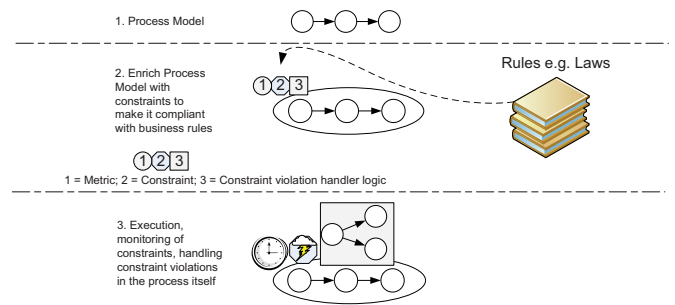 1. Process Model
Rules e.g. Laws
2. Enrich Process
Model with
constraints to
make it compliant
with business rules
1 2 3
1 2 3
1 = Metric; 2 = Constraint; 3 = Constraint violation handler logic
3. Execution,
monitoring of
constraints, handling
constraint violations
in the process itself